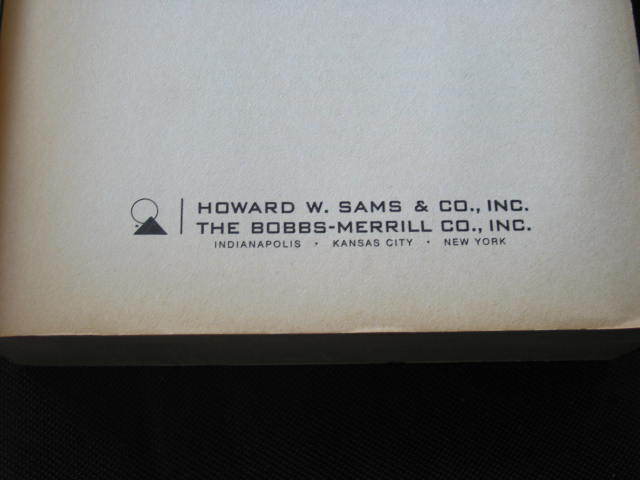 HOWARD W. SAMS & CO., INC.
THE BOBBS-MERRILL CO., INC.
INDIANAPOLIS · KANSAS CITY · NEW YORK